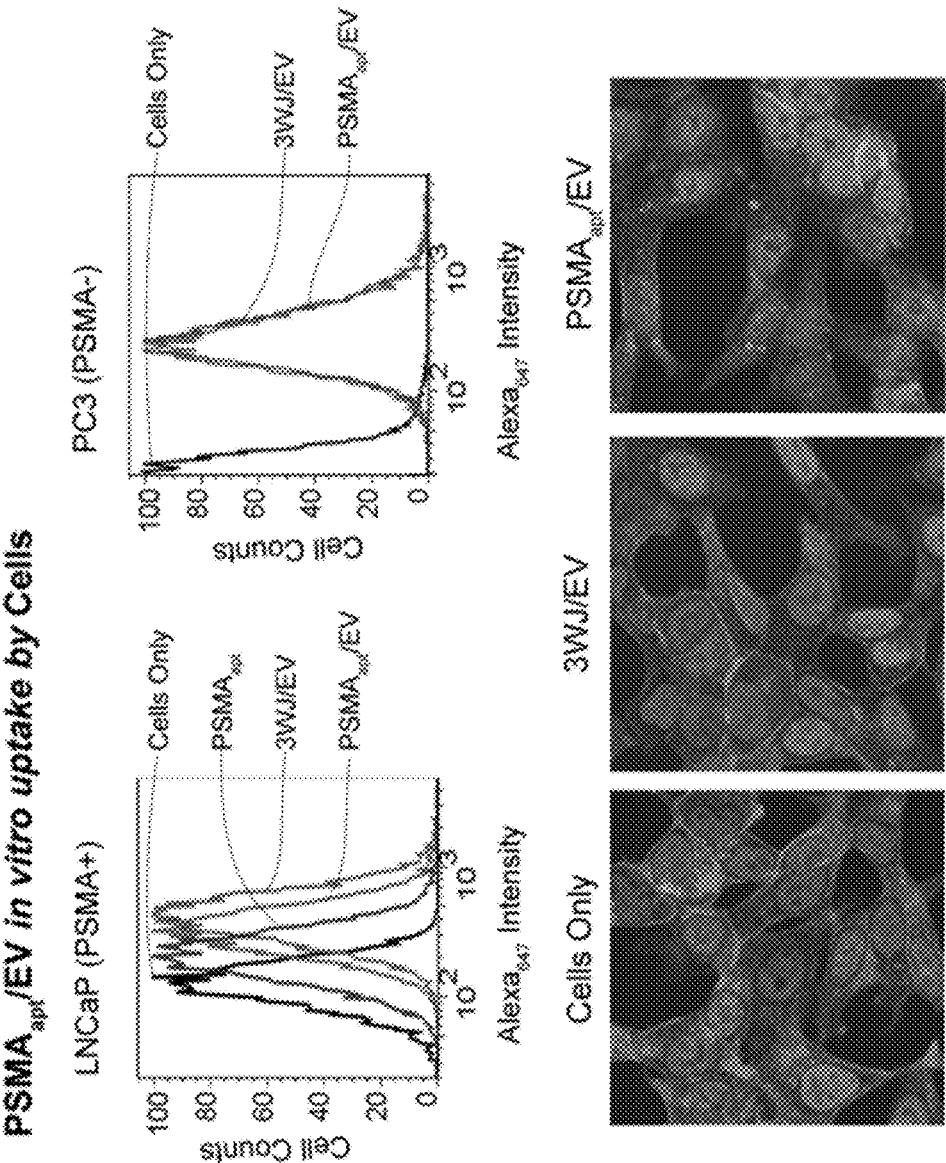 PSMAapt/EV in vitro uptake by Cells
LNCaP (PSMA+)
Cell Counts
100
80
60
40
20
0
10 2
10 3
Alexa647 Intensity
Cells Only
PSMAapt
3WJ/EV
PSMAapt/EV
PC3 (PSMA-)
Cell Counts
100
80
60
40
20
0
10 2
10 3
Alexa647 Intensity
Cells Only
3WJ/EV
PSMAapt/EV
Cells Only
3WJ/EV
PSMAapt/EV